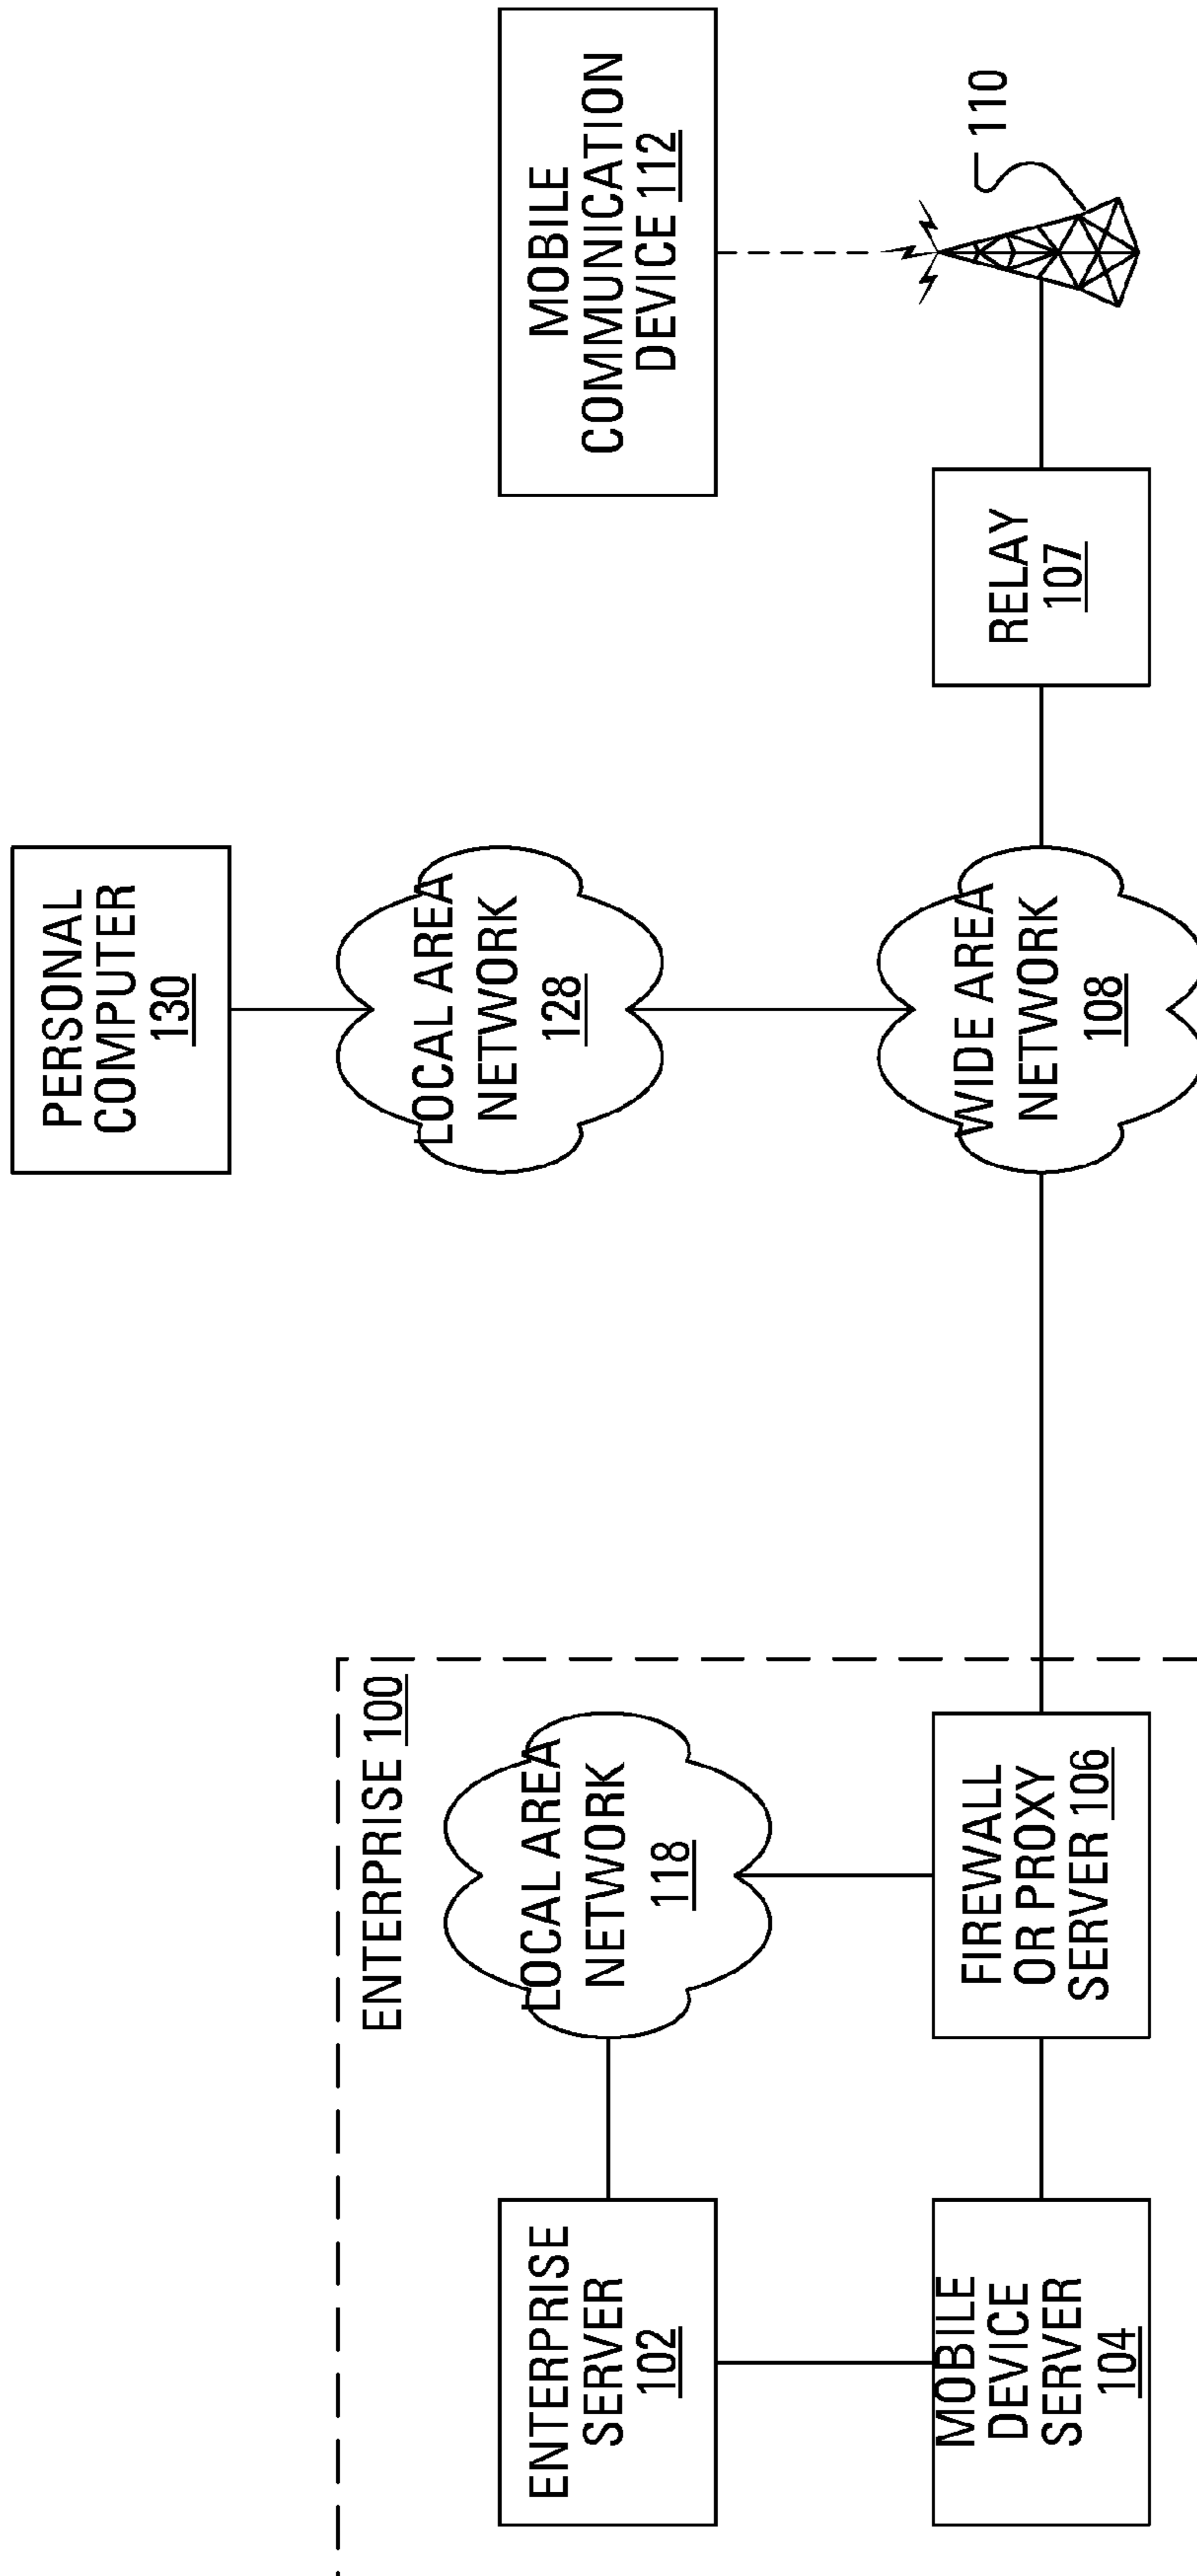 PERSONAL
COMPUTER
130
MOBILE
COMMUNICATION
DEVICE 112
LOCAL AREA
NETWORK
128
110
ENTERPRISE 100
ENTERPRISE
SERVER
102
LOCAL AREA
NETWORK
118
MOBILE
DEVICE
SERVER
104
FIREWALL
OR PROXY
SERVER 106
WIDE AREA
NETWORK
108
RELAY
107